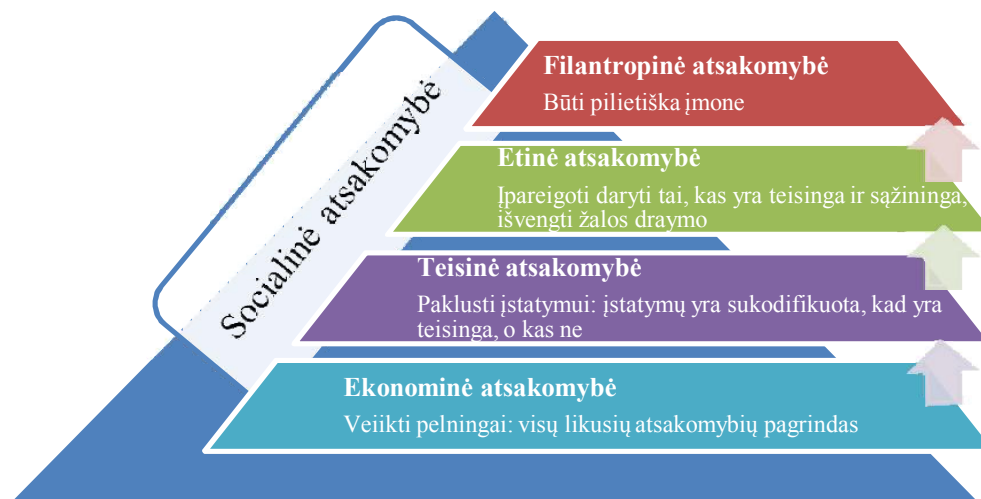 Socialinė atsakomybė
Filantropinė atsakomybė
Būti pilietiška įmone
Etinė atsakomybė
Įpareigoti daryti tai, kas yra teisinga ir sąžininga,
išvengti žalos draymo
Teisinė atsakomybė
Paklusti įstatymui: įstatymų yra sukodifikuota, kad yra
teisinga, o kas ne
Ekonominė atsakomybė
Veiikti pelningai: visų likusių atsakomybių pagrindas